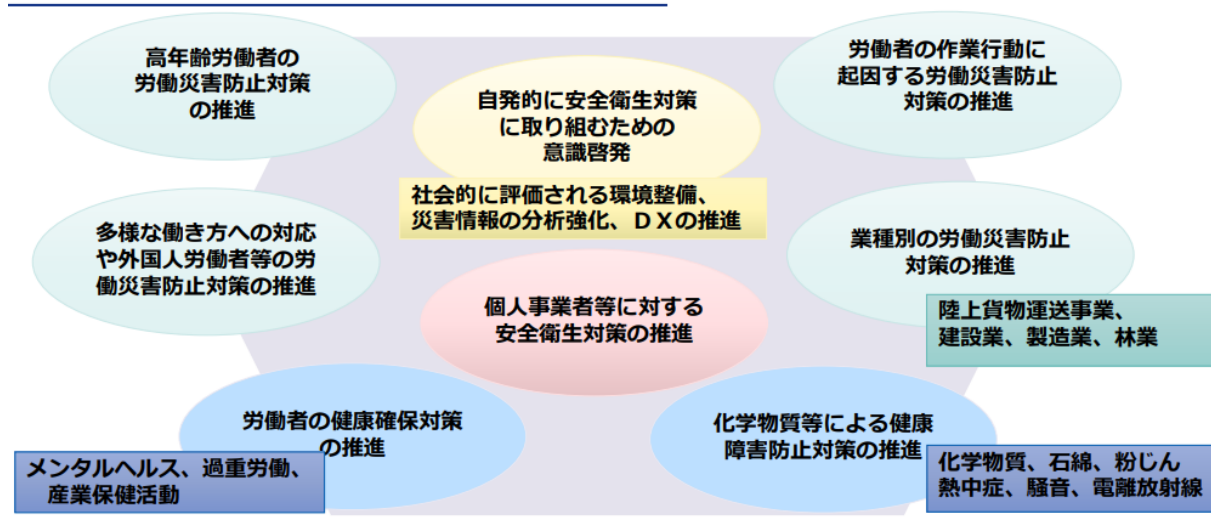 高年齢労働者の
労働災害防止対策
の推進
自発的に安全衛生対策
に取り組むための
意識啓発
社会的に評価される環境整備、
災害情報の分析強化、ＤＸの推進
労働者の作業行動に
起因する労働災害防止
対策の推進
多様な働き方への対応
や外国人労働者等の労
働災害防止対策の推進
個人事業者等に対する
安全衛生対策の推進
業種別の労働災害防止
対策の推進
陸上貨物運送事業、
建設業、製造業、林業
労働者の健康確保対策
の推進
メンタルヘルス、過重労働、
産業保健活動
化学物質等による健康
障害防止対策の推進
化学物質、石綿、粉じん
熱中症、騒音、電離放射線